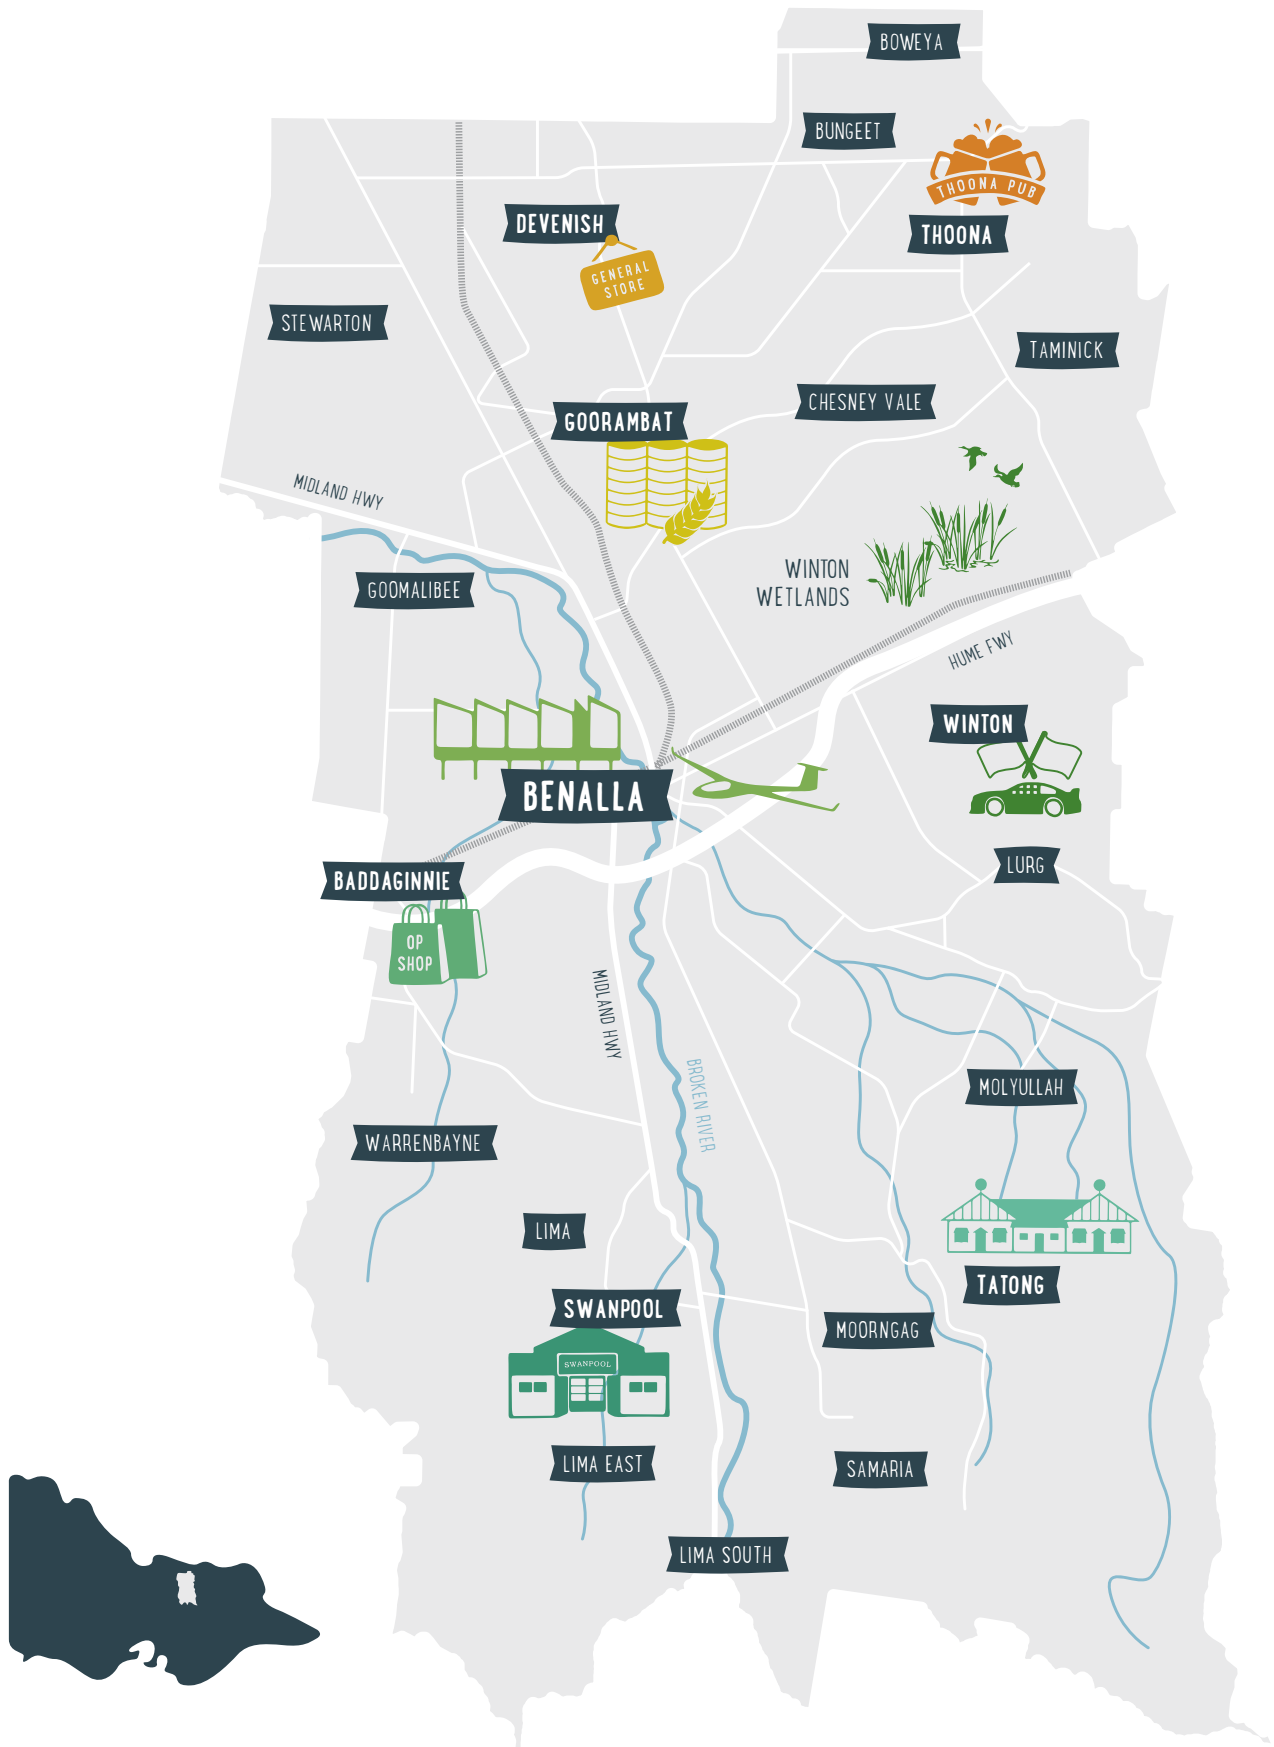 BOWEYA
BUNGEET
THOONA PUB
THOONA
DEVENISH
GENERAL
STORE
STEWARTON
TAMINICK
CHESNEY VALE
GOORAMBAT
MIDLAND HWY
WINTON
WETLANDS
GOOMALIBEE
HUME FWY
WINTON
BENALLA
LURG
BADDAGINNIE
OP
SHOP
MIDLAND HWY
BROKEN RIVER
MOLYULLAH
WARRENBAYNE
LIMA
TATONG
SWANPOOL
MOORNGAG
SWANPOOL
LIMA EAST
SAMARIA
LIMA SOUTH